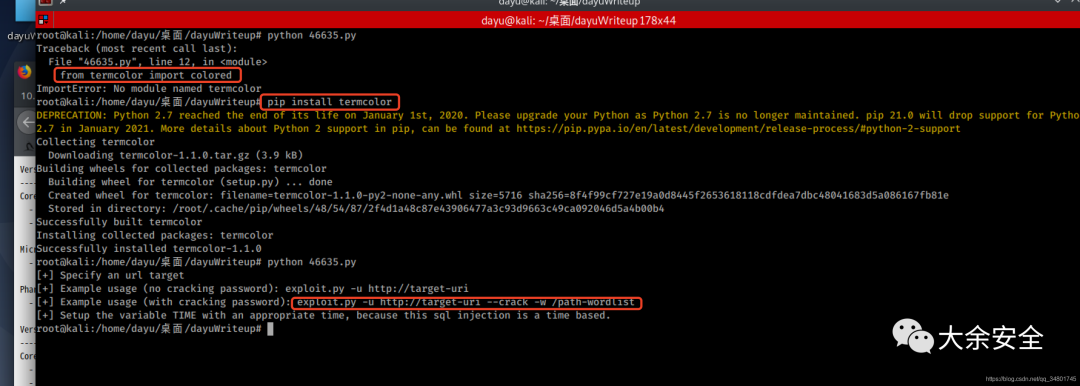 dayu@kali: ~/桌面/dayuWriteup
dayu@kali: ~/桌面/dayuWriteup 178x44
dayu
root@kali:/home/dayu/桌面/dayuWriteup# python 46635.py
Traceback (most recent call last):
File "46635.py", line 12, in <module>
from termcolor import colored
ImportError: No module named termcolor
root@kali:/home/dayu/桌面/dayuWriteup# pip install termcolor
DEPRECATION: Python 2.7 reached the end of its life on January 1st, 2020. Please upgrade your Python as Python 2.7 is no longer maintained. pip 21.0 will drop support for Pytho
2.7 in January 2021. More details about Python 2 support in pip, can be found at https://pip.pypa.io/en/latest/development/release-process/#python-2-support
Collecting termcolor
Downloading termcolor-1.1.0.tar.gz (3.9 kB)
Building wheels for collected packages: termcolor
Building wheel for termcolor (setup.py) ... done
Created wheel for termcolor: filename=termcolor-1.1.0-py2-none-any.whl size=5716 sha256=8f4f99cf727e19a0d8445f2653618118cdfdea7dbc48041683d5a086167fb81e
Stored in directory: /root/.cache/pip/wheels/48/54/87/2f4d1a48c87e43906477a3c93d9663c49ca092046d5a4b00b4
Successfully built termcolor
Installing collected packages: termcolor
Successfully installed termcolor-1.1.0
root@kali:/home/dayu/桌面/dayuWriteup# python 46635.py
[+] Specify an url target
[+] Example usage (no cracking password): exploit.py -u http://target-uri
[+] Example usage (with cracking password): exploit.py -u http://target-uri --crack -w /path-wordlist
[+] Setup the variable TIME with an appropriate time, because this sql injection is a time based.
root@kali:/home/dayu/桌面/dayuWriteup#
10.
Vers
----
Core
-
-
Mic
-
Pha
----
Vers
----
Core
-
-
大余安全
https://blog.csdn.net/qq_34801745